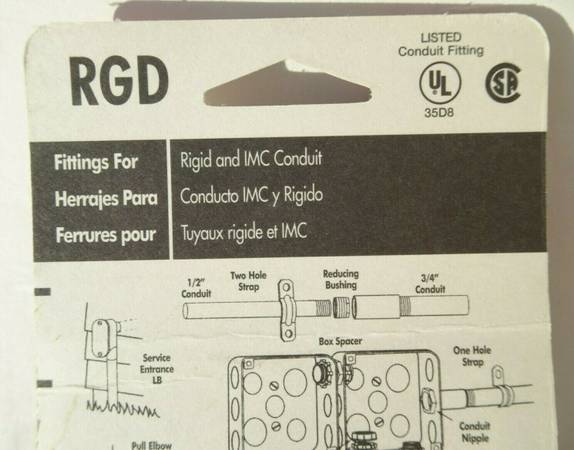 RGD
LISTED
Conduit Fitting
UL
SA
35D8
Fittings For Rigid and IMC Conduit
Herrajes Para Conducto IMC y Rigido
Ferrures pour Tuyaux rigide et IMC
1/2"
Conduit
Two Hole
Strap
Reducing
Bushing
3/4"
Conduit
Box Spacer
Service
Entrance
LB
One Hole
Strap
Conduit
Nipple
Pull Elbow